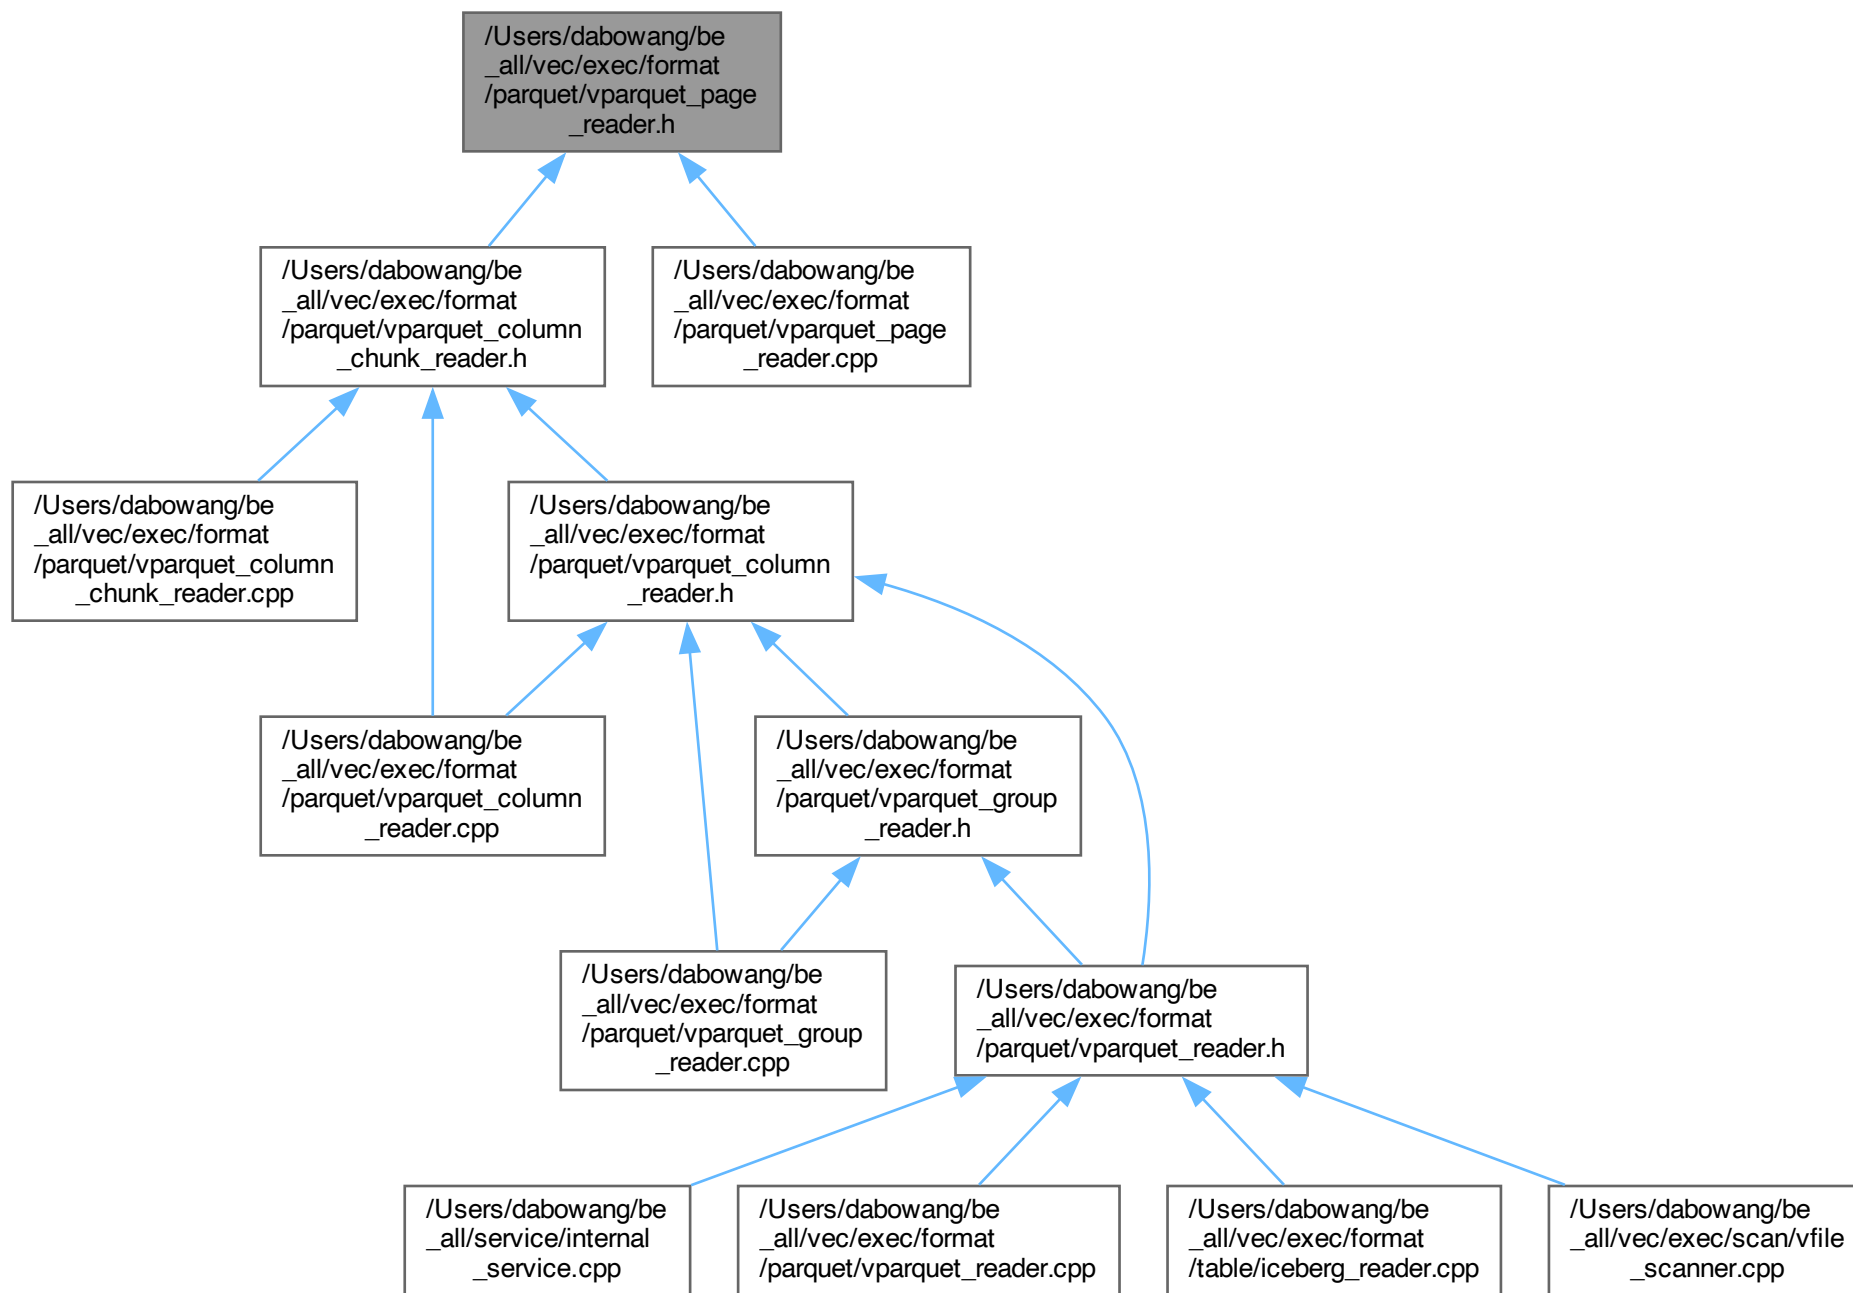 /Users/dabowang/be
_all/vec/exec/format
/parquet/vparquet_page
_reader.h
/Users/dabowang/be
_all/vec/exec/format
/parquet/vparquet_column
_chunk_reader.h
/Users/dabowang/be
_all/vec/exec/format
/parquet/vparquet_page
_reader.cpp
/Users/dabowang/be
_all/vec/exec/format
/parquet/vparquet_column
_chunk_reader.cpp
/Users/dabowang/be
_all/vec/exec/format
/parquet/vparquet_column
_reader.h
/Users/dabowang/be
_all/vec/exec/format
/parquet/vparquet_column
_reader.cpp
/Users/dabowang/be
_all/vec/exec/format
/parquet/vparquet_group
_reader.h
/Users/dabowang/be
_all/vec/exec/format
/parquet/vparquet_group
_reader.cpp
/Users/dabowang/be
_all/vec/exec/format
/parquet/vparquet_reader.h
/Users/dabowang/be
_all/service/internal
_service.cpp
/Users/dabowang/be
_all/vec/exec/format
/parquet/vparquet_reader.cpp
/Users/dabowang/be
_all/vec/exec/format
/table/iceberg_reader.cpp
/Users/dabowang/be
_all/vec/exec/scan/vfile
_scanner.cpp